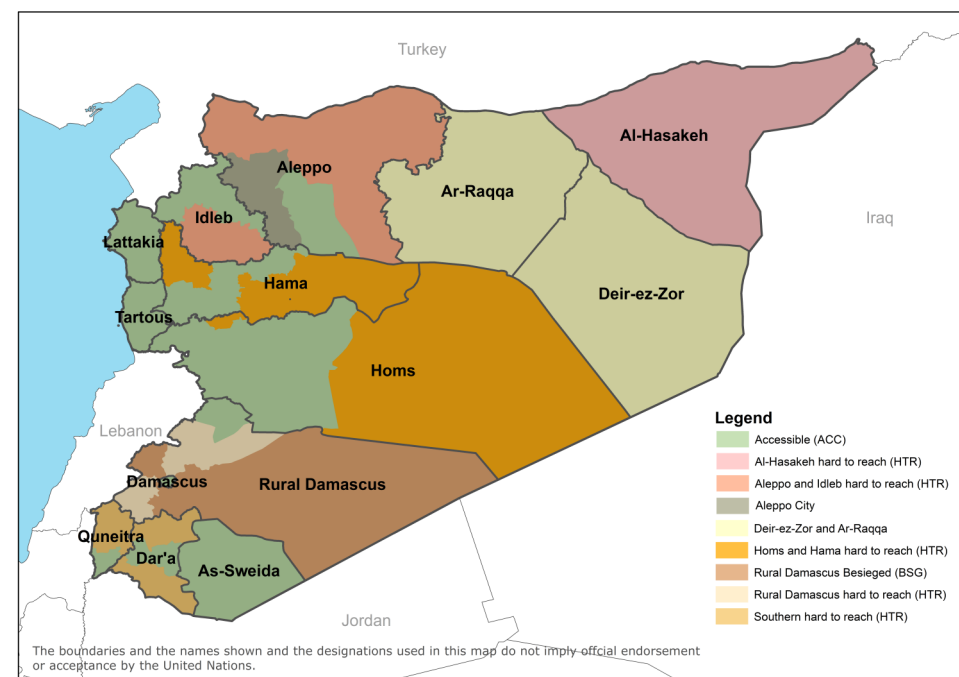 Turkey
Al-Hasakeh
Aleppo
Ar-Raqqa
Idleb
Iraq
Lattakia
Hama
Deir-ez-Zor
Tartous
Homs
Lebanon
Damascus
Rural Damascus
Quneitra
Dar'a
As-Sweida
Jordan
Legend
Accessible (ACC)
Al-Hasakeh hard to reach (HTR)
Aleppo and Idleb hard to reach (HTR)
Aleppo City
Deir-ez-Zor and Ar-Raqqa
Homs and Hama hard to reach (HTR)
Rural Damascus Besieged (BSG)
Rural Damascus hard to reach (HTR)
Southern hard to reach (HTR)
The boundaries and the names shown and the designations used in this map do not imply offcial endorsement
or acceptance by the United Nations.